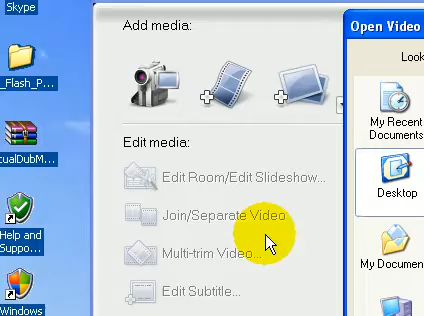 Skype
_Flash_P...
tualDubM...
Help and
Suppo...
Windows
Add media:
Edit media:
Edit Room/Edit Slideshow...
Join/Separate Video
Multi-trim Video...
Edit Subtitle...
Open Video
Look
My Recent
Documents
Desktop
My Documen